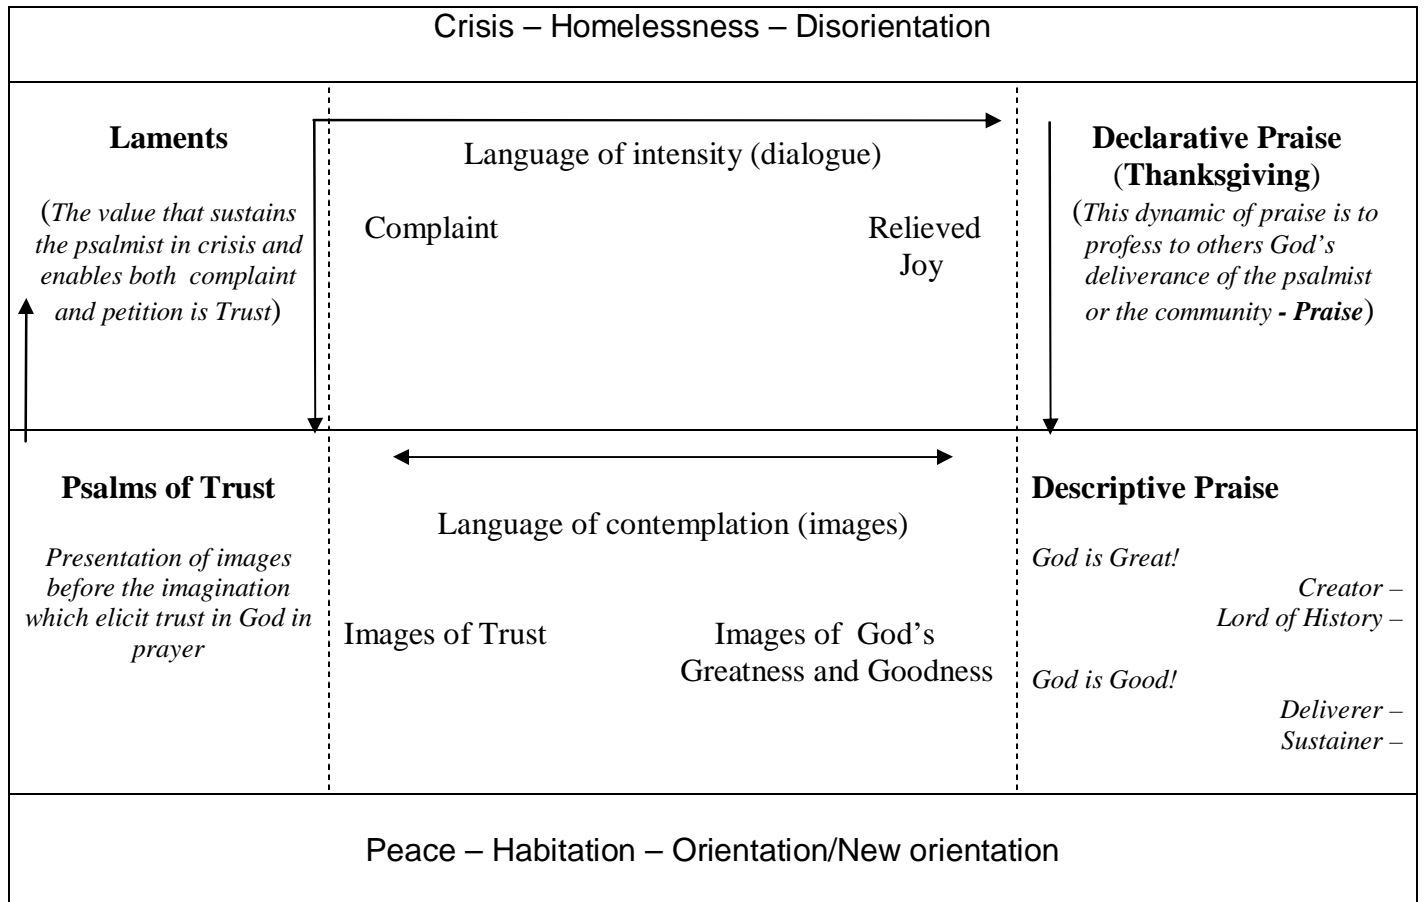 Crisis – Homelessness – Disorientation
Laments
(The value that sustains
the psalmist in crisis and
enables both complaint
and petition is Trust)
Language of intensity (dialogue)
Complaint
Relieved
Joy
Declarative Praise
(Thanksgiving)
(This dynamic of praise is to
profess to others God’s
deliverance of the psalmist
or the community - Praise)
Psalms of Trust
Presentation of images
before the imagination
which elicit trust in God in
prayer
Language of contemplation (images)
Images of Trust
Images of God’s
Greatness and Goodness
Descriptive Praise
God is Great!
Creator –
Lord of History –
God is Good!
Deliverer –
Sustainer –
Peace – Habitation – Orientation/New orientation